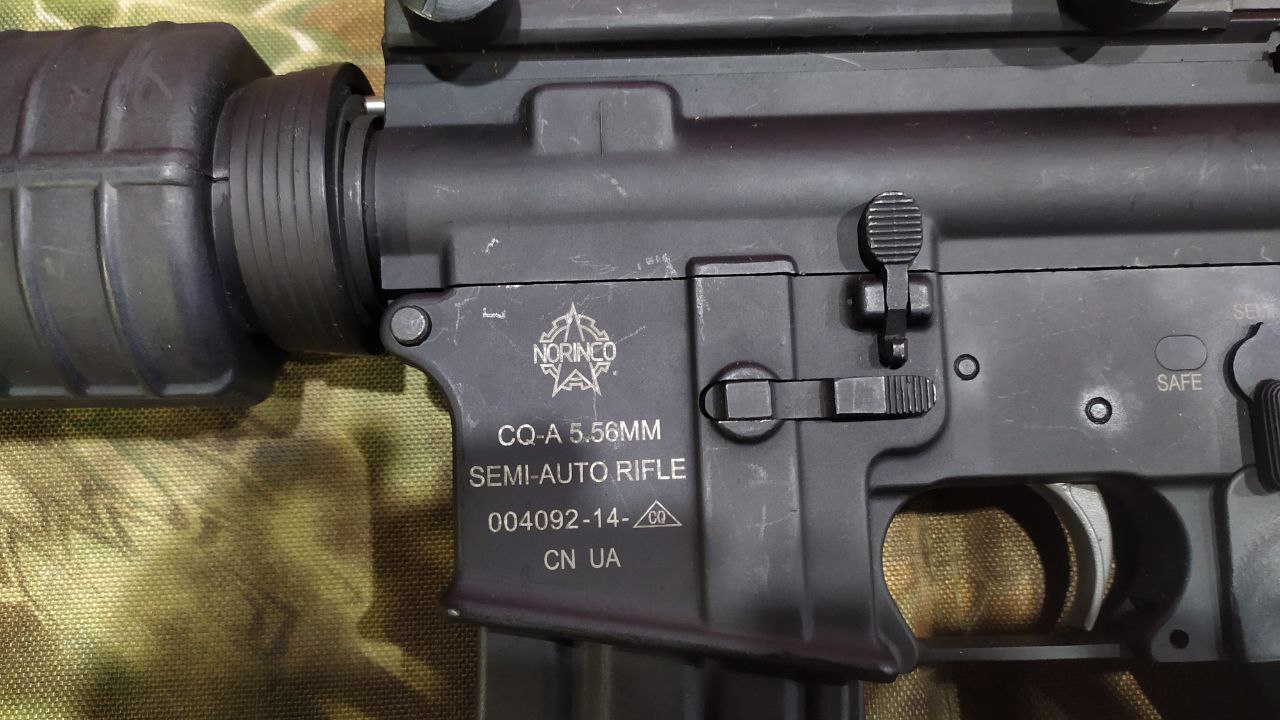 NORINCO
CQ-A 5.56MM
SEMI-AUTO RIFLE
004092-14-CQ
CN UA
SAFE